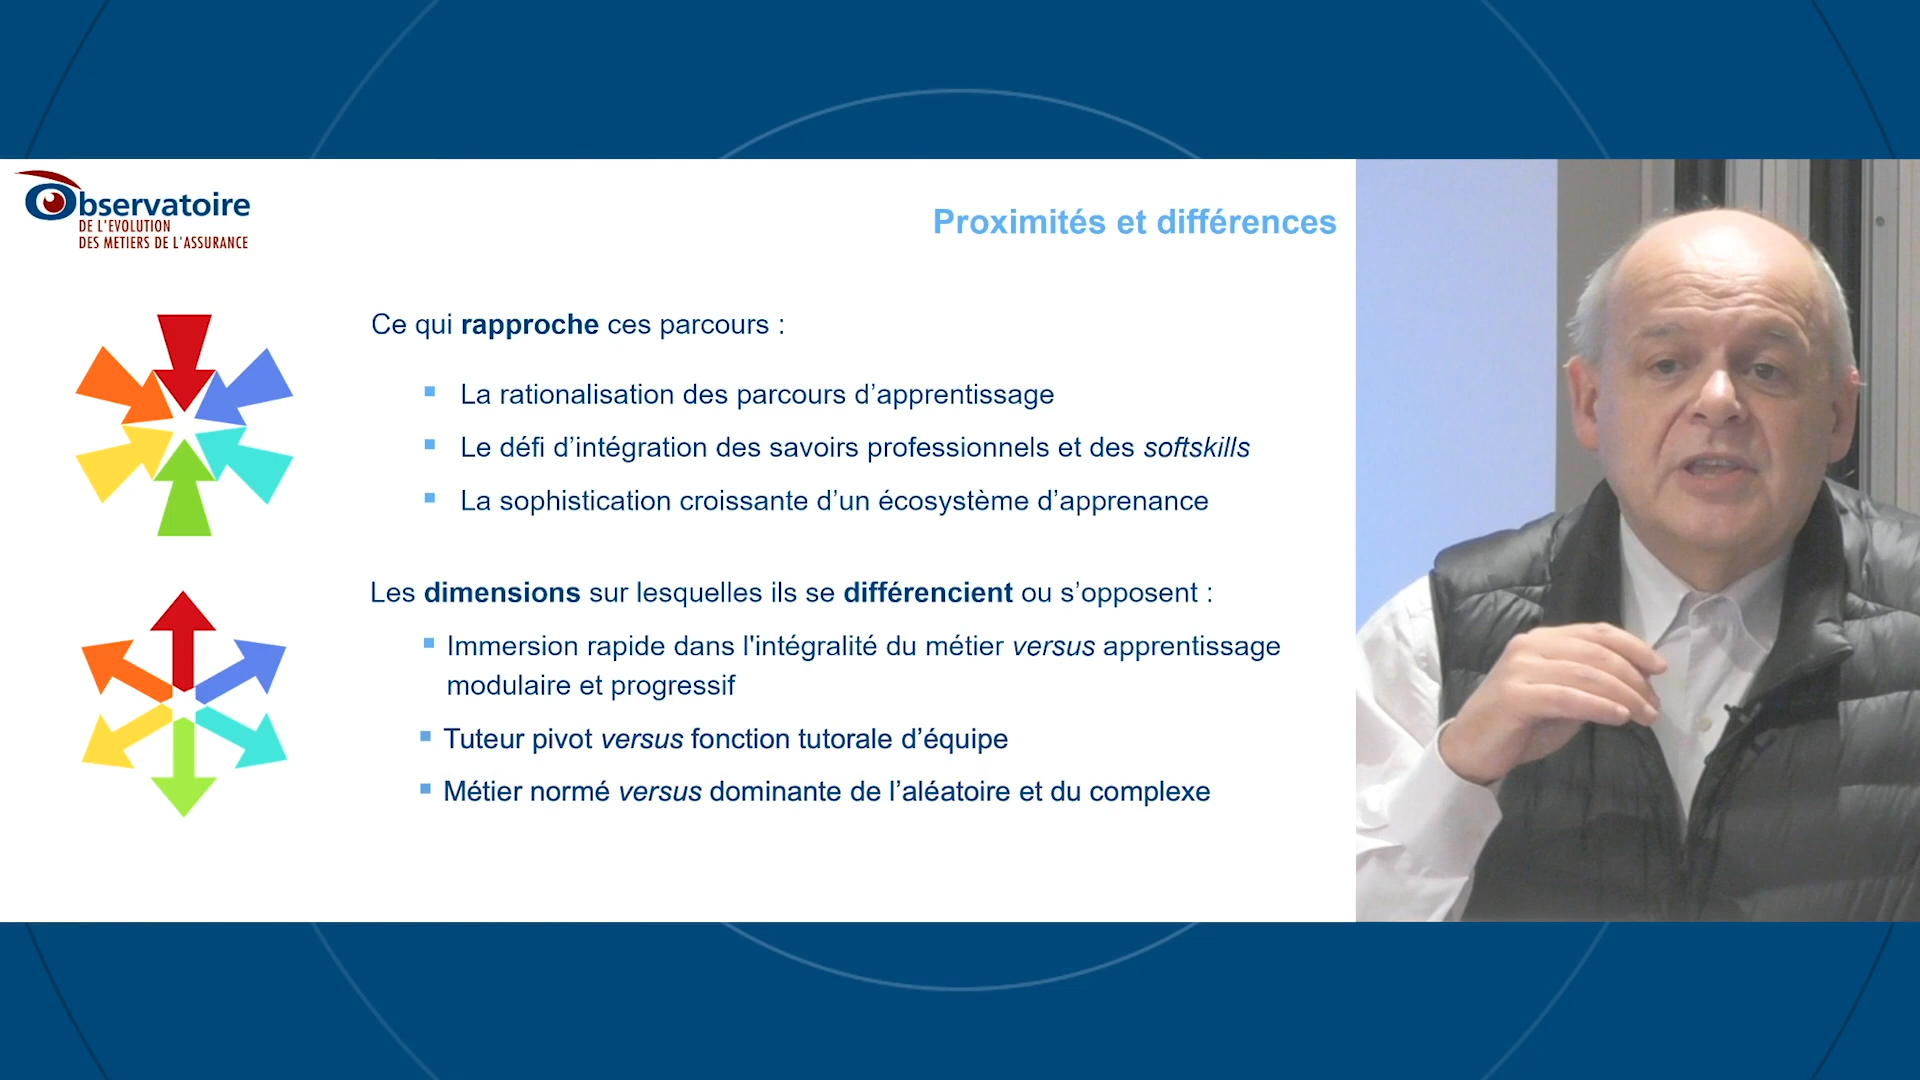 Observatoire
DE L'EVOLUTION
DES METIERS DE L'ASSURANCE
Proximités et différences
Ce qui rapproche ces parcours :
La rationalisation des parcours d’apprentissage
Le défi d’intégration des savoirs professionnels et des softskills
La sophistication croissante d’un écosystème d’apprenance
Les dimensions sur lesquelles ils se différencient ou s’opposent :
Immersion rapide dans l'intégralité du métier versus apprentissage
modulaire et progressif
Tuteur pivot versus fonction tutorale d’équipe
Métier normé versus dominante de l’aléatoire et du complexe